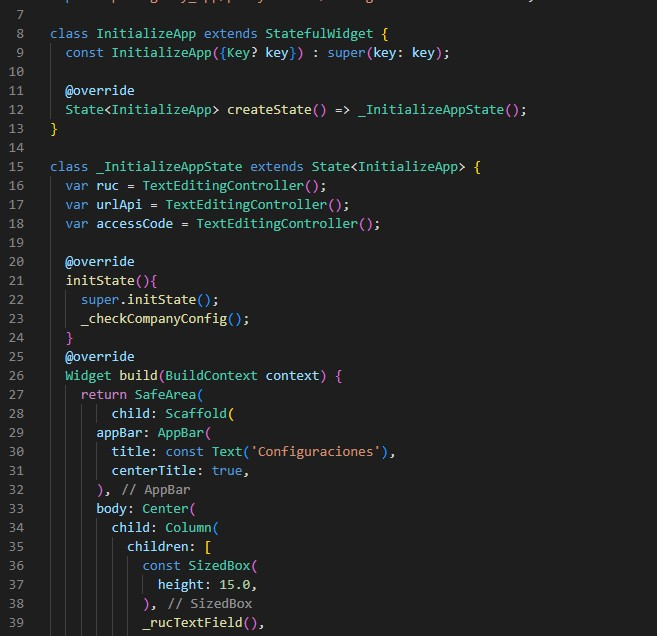 7
8 class InitializeApp extends StatefulWidget {
9   const InitializeApp({Key? key}) : super(key: key);
10
11   @override
12   State<InitializeApp> createState() => _InitializeAppState();
13 }
14
15 class _InitializeAppState extends State<InitializeApp> {
16   var ruc = TextEditingController();
17   var urlApi = TextEditingController();
18   var accessCode = TextEditingController();
19
20   @override
21   initState(){
22     super.initState();
23     _checkCompanyConfig();
24   }
25   @override
26   Widget build(BuildContext context) {
27     return SafeArea(
28         child: Scaffold(
29       appBar: AppBar(
30         title: const Text('Configuraciones'),
31         centerTitle: true,
32       ), // AppBar
33       body: Center(
34         child: Column(
35           children: [
36             const SizedBox(
37               height: 15.0,
38             ), // SizedBox
39             _rucTextField(),